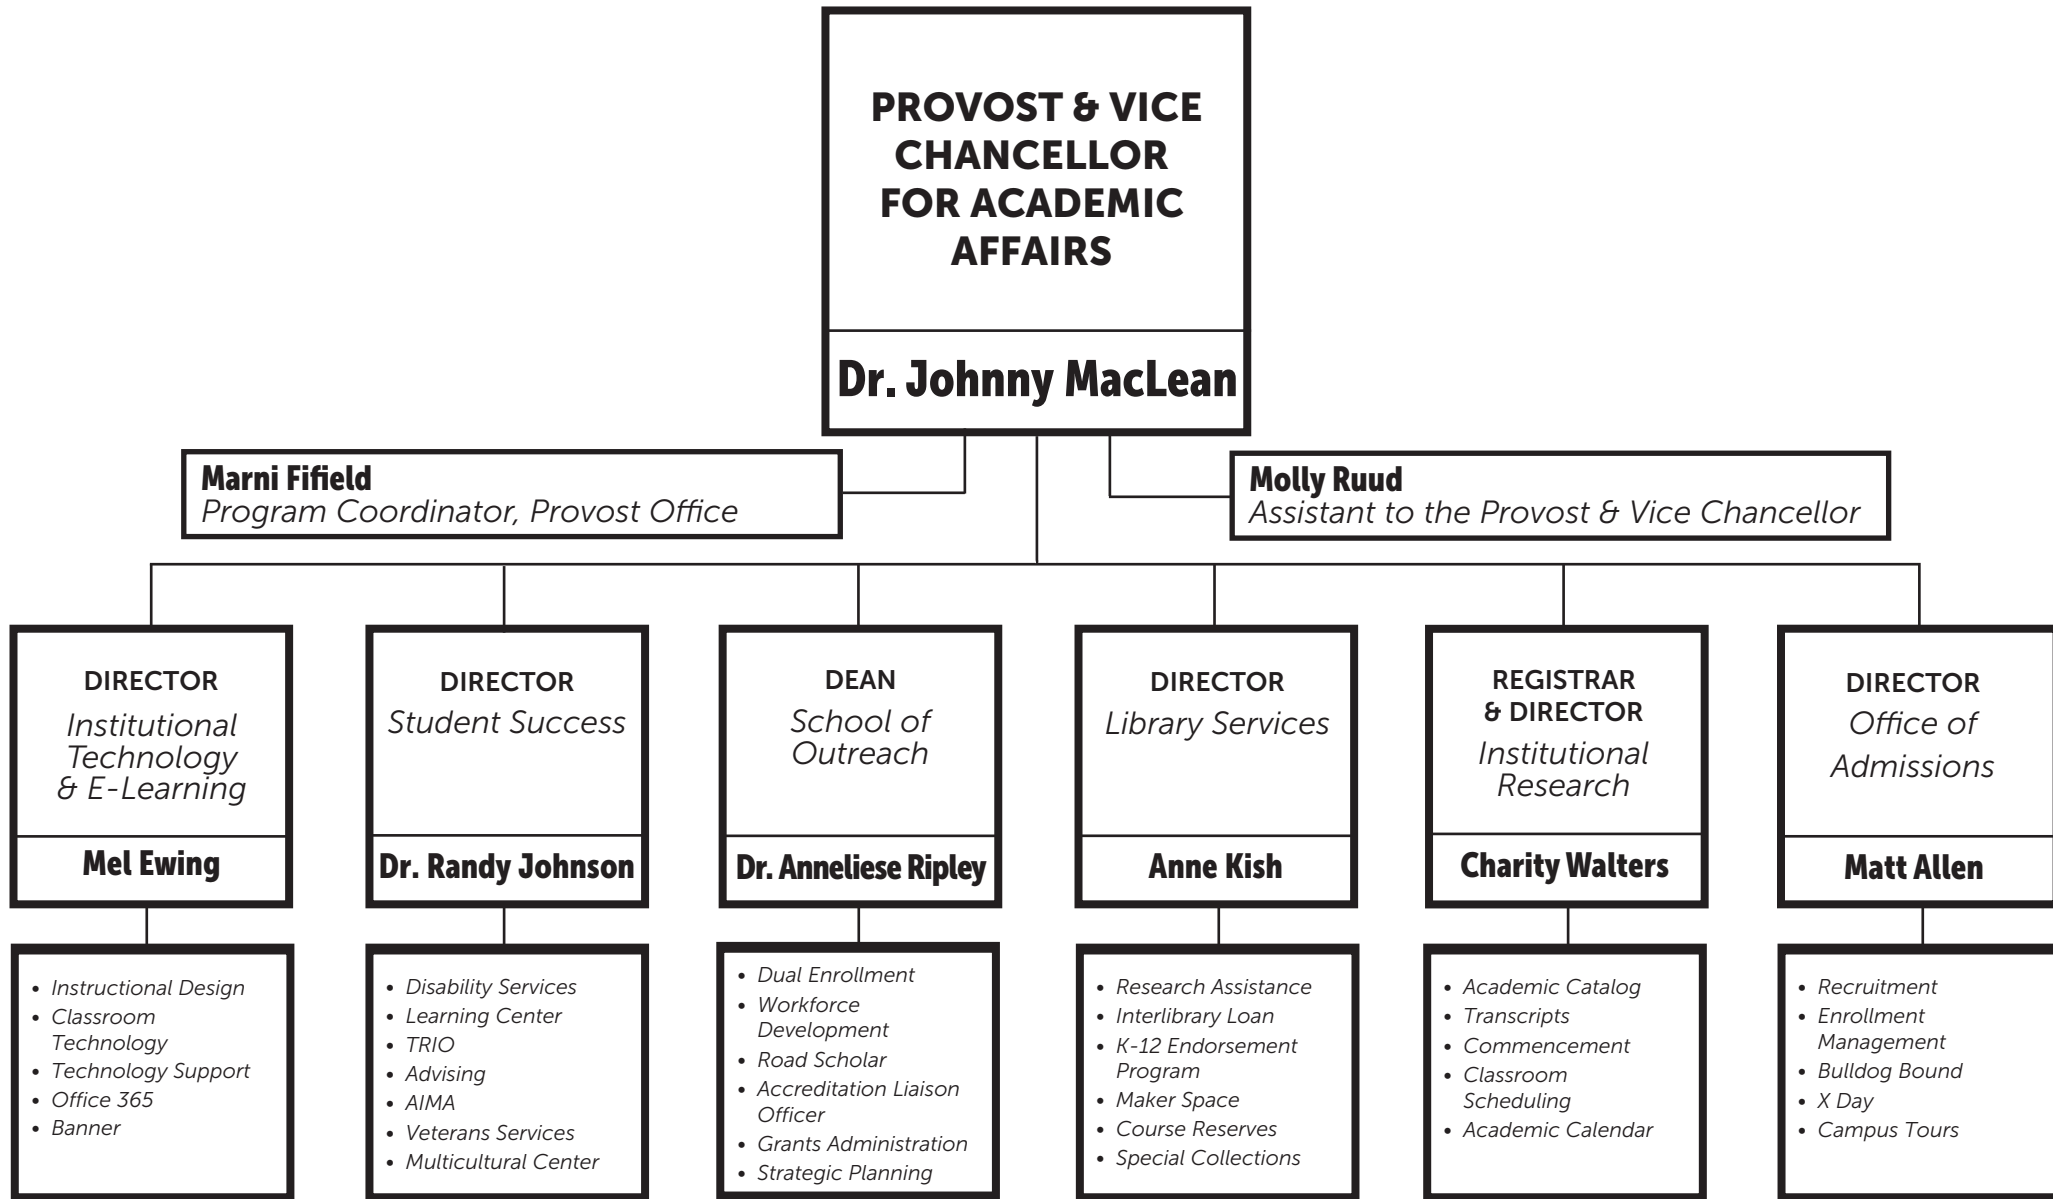 PROVOST & VICE
CHANCELLOR
FOR ACADEMIC
AFFAIRS
Dr. Johnny MacLean
Marni Fifield
Program Coordinator, Provost Office
Molly Ruud
Assistant to the Provost & Vice Chancellor
DIRECTOR
Institutional
Technology
& E-Learning
Mel Ewing
DIRECTOR
Student Success
Dr. Randy Johnson
DEAN
School of
Outreach
Dr. Anneliese Ripley
DIRECTOR
Library Services
Anne Kish
REGISTRAR
& DIRECTOR
Institutional
Research
Charity Walters
DIRECTOR
Office of
Admissions
Matt Allen
• Instructional Design
• Classroom
Technology
• Technology Support
• Office 365
• Banner
• Disability Services
• Learning Center
• TRIO
• Advising
• AIMA
• Veterans Services
• Multicultural Center
• Dual Enrollment
• Workforce
Development
• Road Scholar
• Accreditation Liaison
Officer
• Grants Administration
• Strategic Planning
• Research Assistance
• Interlibrary Loan
• K-12 Endorsement
Program
• Maker Space
• Course Reserves
• Special Collections
• Academic Catalog
• Transcripts
• Commencement
• Classroom
Scheduling
• Academic Calendar
• Recruitment
• Enrollment
Management
• Bulldog Bound
• X Day
• Campus Tours